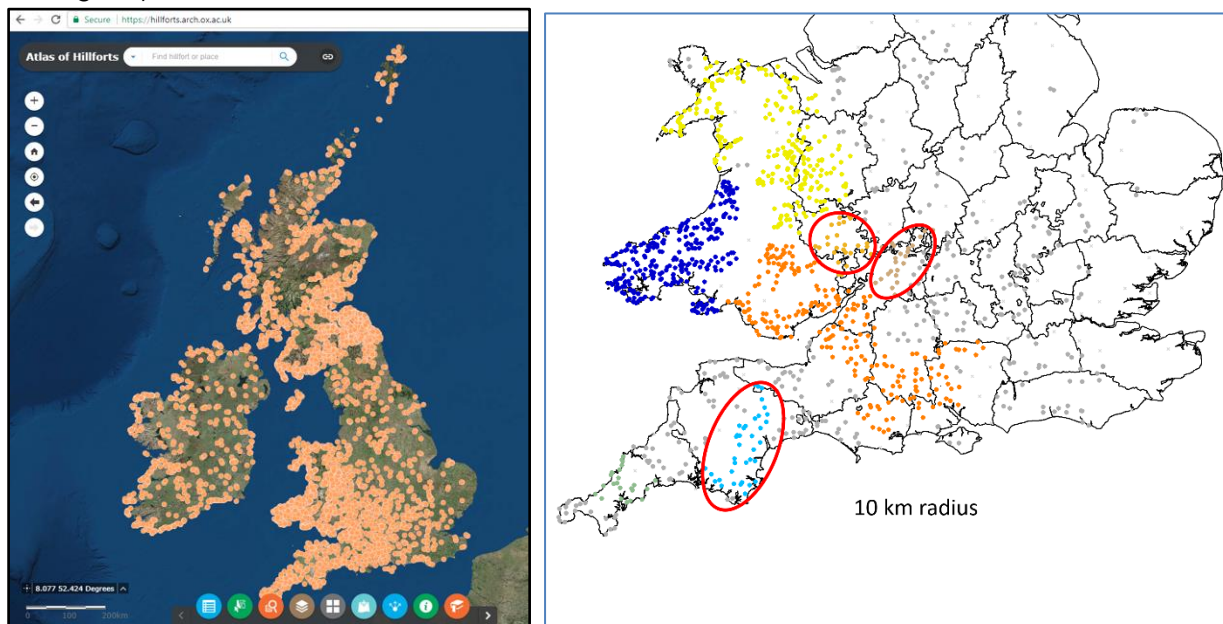 Secure
https://hillforts.arch.ox.ac.uk
Atlas of Hillforts
Find hillfort or place
8.077 52.424 Degrees
0 100 200km
10 km radius